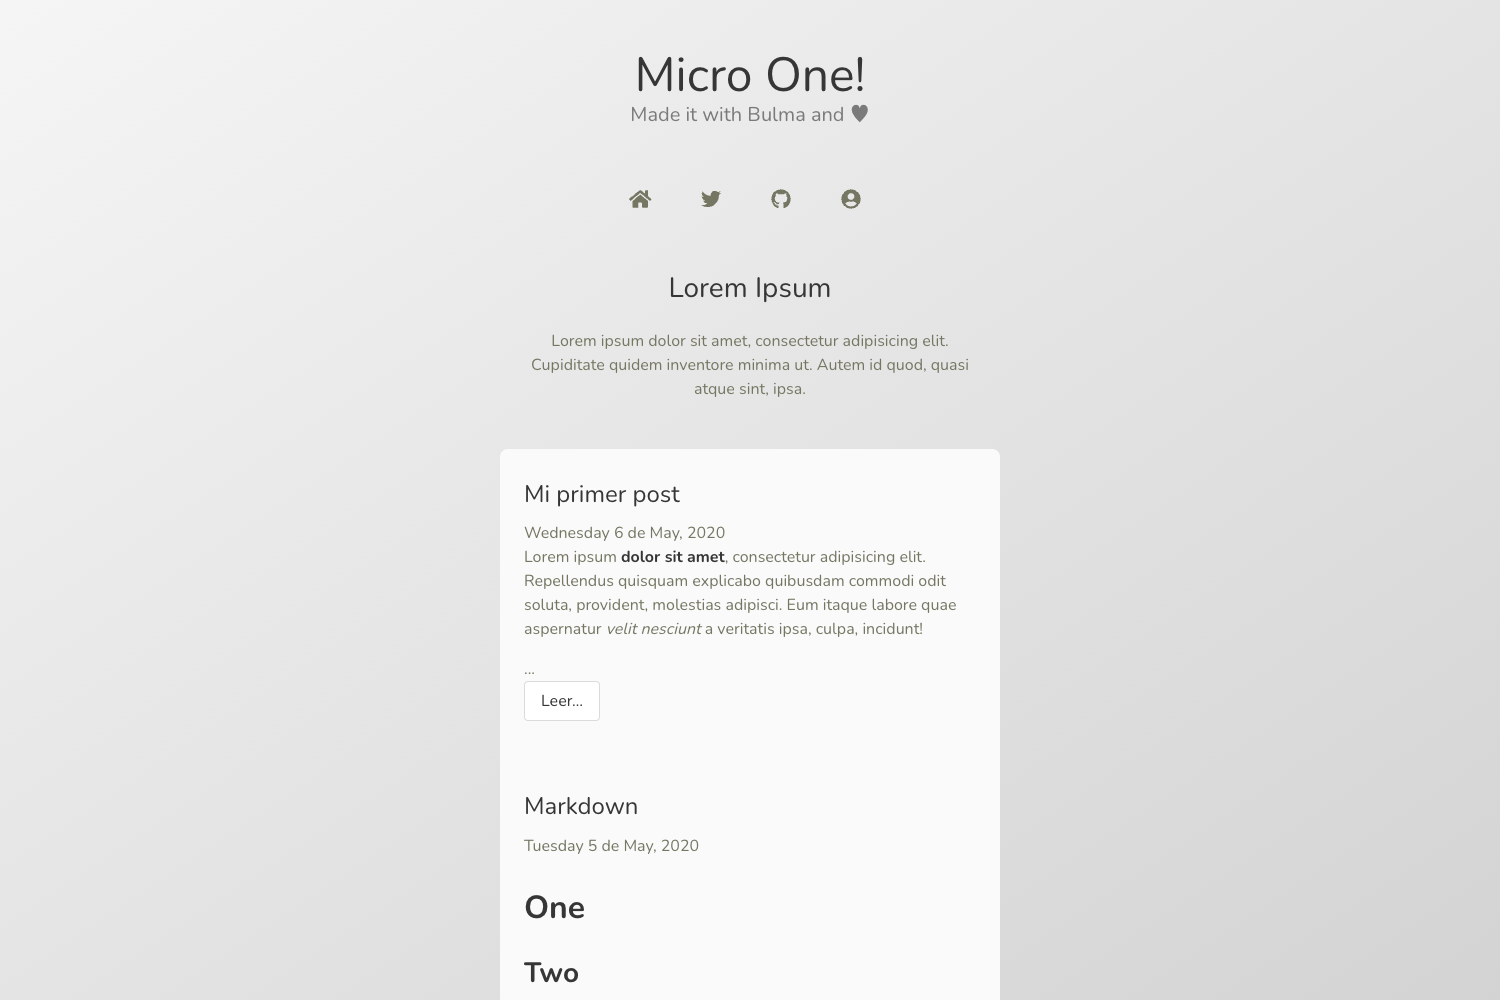 Micro One!
Made it with Bulma and ♥
Lorem Ipsum
Lorem ipsum dolor sit amet, consectetur adipisicing elit.
Cupiditate quidem inventore minima ut. Autem id quod, quasi
atque sint, ipsa.
Mi primer post
Wednesday 6 de May, 2020
Lorem ipsum dolor sit amet, consectetur adipisicing elit.
Repellendus quisquam explicabo quibusdam commodi odit
soluta, provident, molestias adipisci. Eum itaque labore quae
aspernatur velit nesciunt a veritatis ipsa, culpa, incidunt!
...
Leer...
Markdown
Tuesday 5 de May, 2020
One
Two